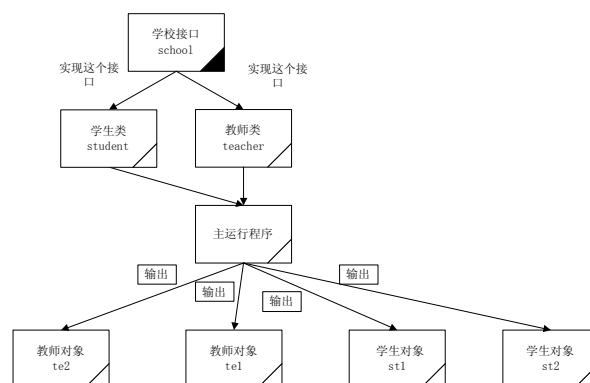 学校接口
school
实现这个接
口
实现这个接
口
学生类
student
教师类
teacher
主运行程序
输出
输出
输出
输出
教师对象
te2
教师对象
te1
学生对象
st1
学生对象
st2